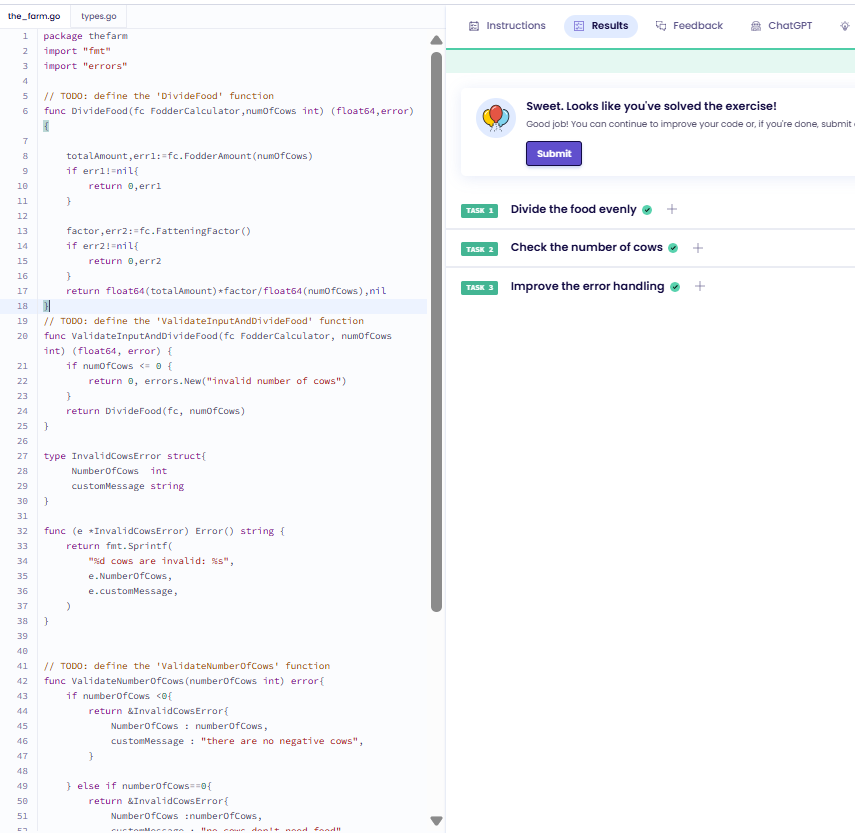 the_farm.go types.go
Instructions Results Feedback ChatGPT
1 package thefarm
2 import "fmt"
3 import "errors"
4
5 // TODO: define the 'DivideFood' function
6 func DivideFood(fc FodderCalculator,numOfCows int) (float64,error)
{
7
8 totalAmount,err1:=fc.FodderAmount(numOfCows)
9 if err1!=nil{
10 return 0,err1
11 }
12
13 factor,err2:=fc.FatteningFactor()
14 if err2!=nil{
15 return 0,err2
16 }
17 return float64(totalAmount)*factor/float64(numOfCows),nil
18 }
19 // TODO: define the 'ValidateInputAndDivideFood' function
20 func ValidateInputAndDivideFood(fc FodderCalculator, numOfCows
int) (float64, error) {
21 if numOfCows <= 0 {
22 return 0, errors.New("invalid number of cows")
23 }
24 return DivideFood(fc, numOfCows)
25 }
26
27 type InvalidCowsError struct{
28 NumberOfCows int
29 customMessage string
30 }
31
32 func (e *InvalidCowsError) Error() string {
33 return fmt.Sprintf(
34 "%d cows are invalid: %s",
35 e.NumberOfCows,
36 e.customMessage,
37 )
38 }
39
40
41 // TODO: define the 'ValidateNumberOfCows' function
42 func ValidateNumberOfCows(numberOfCows int) error{
43 if numberOfCows <0{
44 return &InvalidCowsError{
45 NumberOfCows : numberOfCows,
46 customMessage : "there are no negative cows",
47 }
48
49 } else if numberOfCows==0{
50 return &InvalidCowsError{
51 NumberOfCows :numberOfCows,
52 customMessage : "no cows don't need food"
Sweet. Looks like you've solved the exercise!
Good job! You can continue to improve your code or, if you're done, submit
Submit
TASK 1 Divide the food evenly
TASK 2 Check the number of cows
TASK 3 Improve the error handling